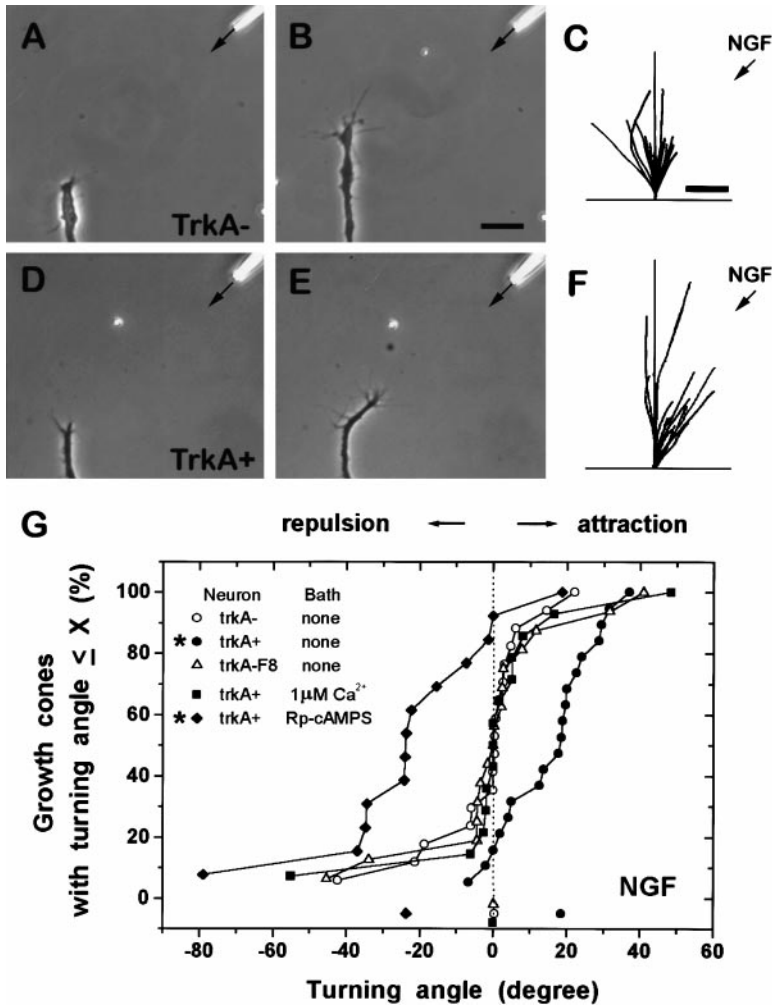 A
B
C
NGF
TrkA-
D
E
F
NGF
TrkA+
G
repulsion ← → attraction
Growth cones
with turning angle ≤ X (%)
100
80
60
40
20
0
Neuron Bath
○ trkA- none
* ● trkA+ none
△ trkA-F8 none
■ trkA+ 1μM Ca²⁺
* ◆ trkA+ Rp-cAMPS
NGF
-80 -60 -40 -20 0 20 40 60
Turning angle (degree)